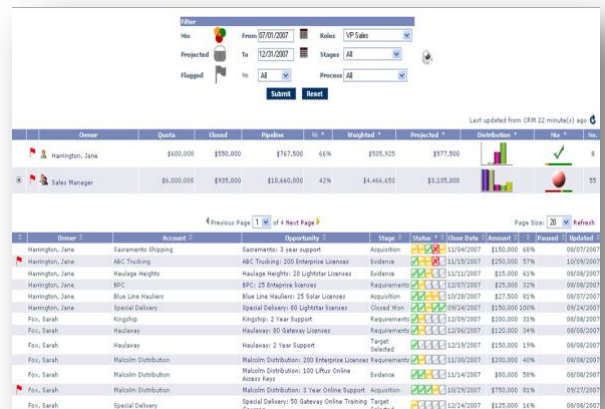 Filter
Mix From 07/01/2007 To Roles VP Sales
Projected To 12/31/2007 Stages All
Flagged % All Process All
Submit Reset
Last updated from CRM 22 minute(s) ago
Owner Quota Closed Pipeline % Weighted Projected Distribution Mix No.
Harrington, Jane $600,000 $550,000 $767,500 66% $505,925 $577,500 8
Sales Manager $6,000,000 $935,000 $10,660,000 42% $4,466,650 $3,135,000 55
Previous Page 1 of 4 Next Page Page Size: 20 Refresh
Owner Account Opportunity Stage Status Close Date Amount Paused Updated
Harrington, Jane Sacramento Shipping Sacramento: 3 year support Acquisition 11/04/2007 $150,000 60% 08/07/2007
Harrington, Jane ABC Trucking ABC Trucking: 200 Enterprise Licenses Evidence 11/15/2007 $250,000 57% 10/09/2007
Harrington, Jane Haulage Heights Haulage Heights: 20 Lightstar Licenses Evidence 11/11/2007 $15,000 61% 08/08/2007
Harrington, Jane BPC BPC: 25 Enteprise licenses Requirements 12/07/2007 $25,000 32% 08/08/2007
Harrington, Jane Blue Line Hauliers Blue Line Hauliers: 25 Solar Licenses Acquisition 10/28/2007 $27,500 81% 08/07/2007
Harrington, Jane Special Delivery Special Delivery: 80 Lightstar Licenses Closed Won 09/24/2007 $150,000 100% 09/24/2007
Fox, Sarah Kingship Kingship: 2 Year Support Requirements 12/09/2007 $200,000 31% 08/08/2007
Fox, Sarah Haulaway Haulaway: 60 Gateway Licenses Requirements 12/06/2007 $120,000 34% 08/08/2007
Fox, Sarah Haulaway Haulaway: 2 Year Support Target Selected 12/19/2007 $150,000 19% 08/08/2007
Fox, Sarah Malcolm Distribution Malcolm Distribution: 200 Enterprise Licenses Requirements 11/30/2007 $200,000 40% 08/08/2007
Fox, Sarah Malcolm Distribution Malcolm Distribution: 100 Liftus Online Access Keys Evidence 11/14/2007 $80,000 58% 08/08/2007
Fox, Sarah Malcolm Distribution Malcolm Distribution: 3 Year Online Support Acquisition 10/29/2007 $750,000 81% 09/27/2007
Fox, Sarah Special Delivery Special Delivery: 50 Gateway Online Training Target 12/24/2007 $125,000 16% 08/08/2007